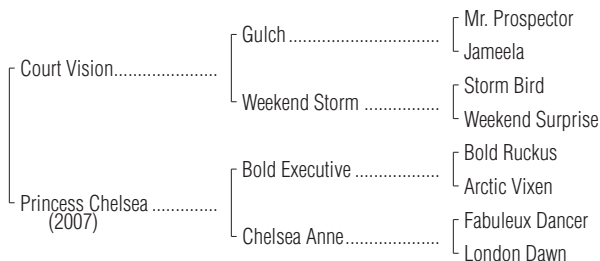 Court Vision.....................
Princess Chelsea .............
(2007)
Gulch ................................
Weekend Storm ................
Bold Executive ..................
Chelsea Anne....................
Mr. Prospector
Jameela
Storm Bird
Weekend Surprise
Bold Ruckus
Arctic Vixen
Fabuleux Dancer
London Dawn